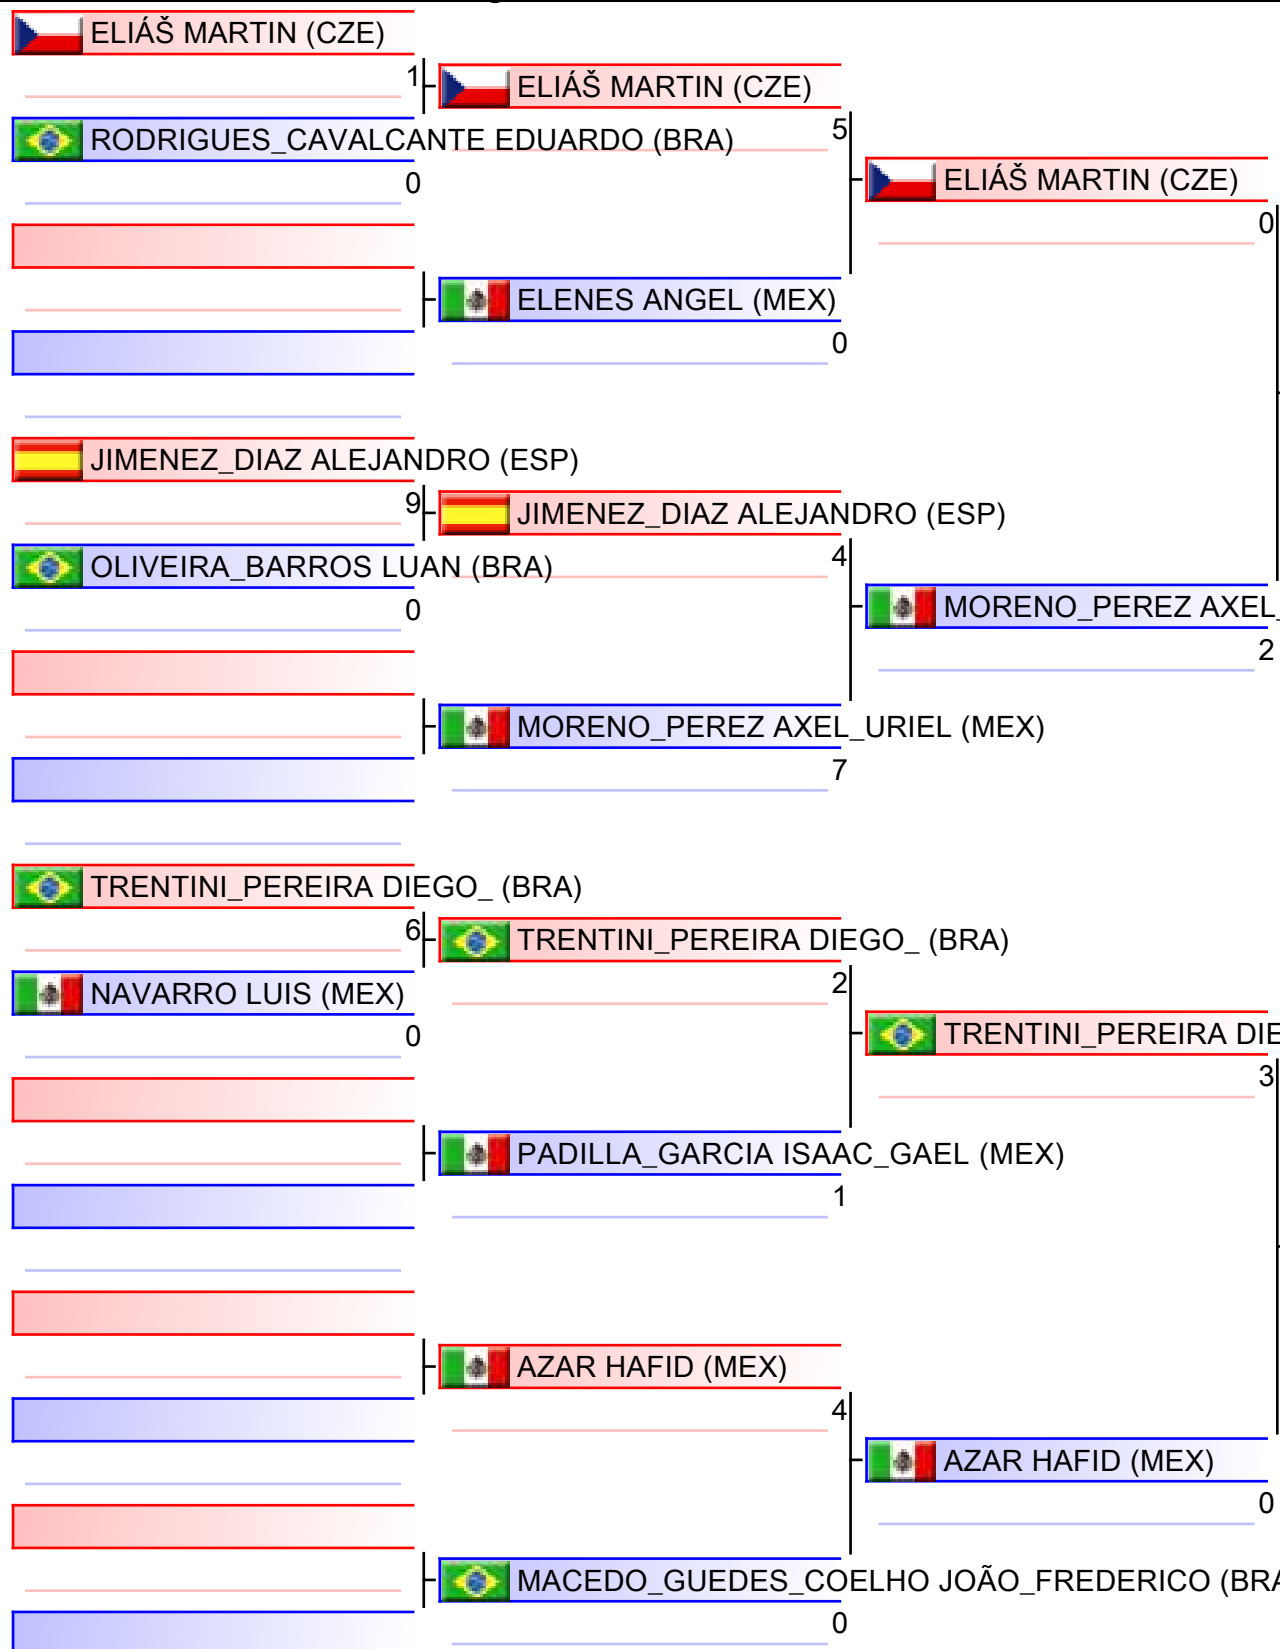 ELIÁŠ MARTIN (CZE)
1
RODRIGUES_CAVALCANTE EDUARDO (BRA)
0
JIMENEZ_DIAZ ALEJANDRO (ESP)
9
OLIVEIRA_BARROS LUAN (BRA)
0
TRENTINI_PEREIRA DIEGO_ (BRA)
6
NAVARRO LUIS (MEX)
0
ELIÁŠ MARTIN (CZE)
5
ELENES ANGEL (MEX)
0
JIMENEZ_DIAZ ALEJANDRO (ESP)
4
MORENO_PEREZ AXEL_URIEL (MEX)
7
TRENTINI_PEREIRA DIEGO_ (BRA)
2
PADILLA_GARCIA ISAAC_GAEL (MEX)
1
AZAR HAFID (MEX)
4
MACEDO_GUEDES_COELHO JOÃO_FREDERICO (BRA
0
ELIÁŠ MARTIN (CZE)
0
MORENO_PEREZ AXEL_
2
TRENTINI_PEREIRA DIE
3
AZAR HAFID (MEX)
0